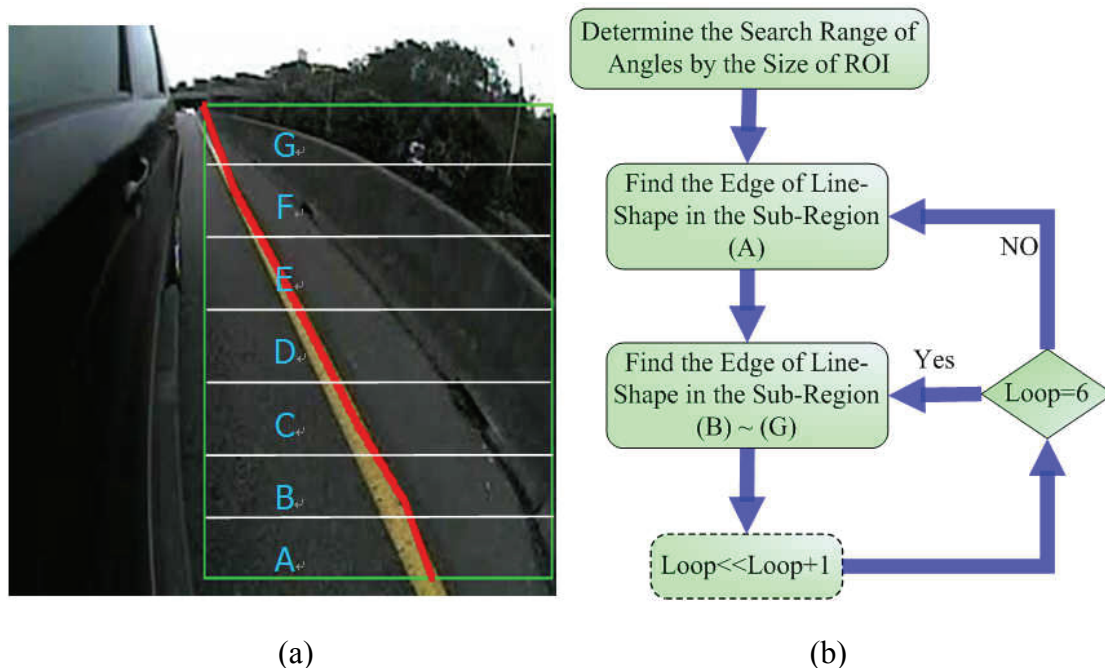 G
F
E
D
C
B
A
(a)
Determine the Search Range of
Angles by the Size of ROI
Find the Edge of Line-
Shape in the Sub-Region
(A)
NO
Find the Edge of Line-
Shape in the Sub-Region
(B) ~ (G)
Yes
Loop=6
Loop<<Loop+1
(b)